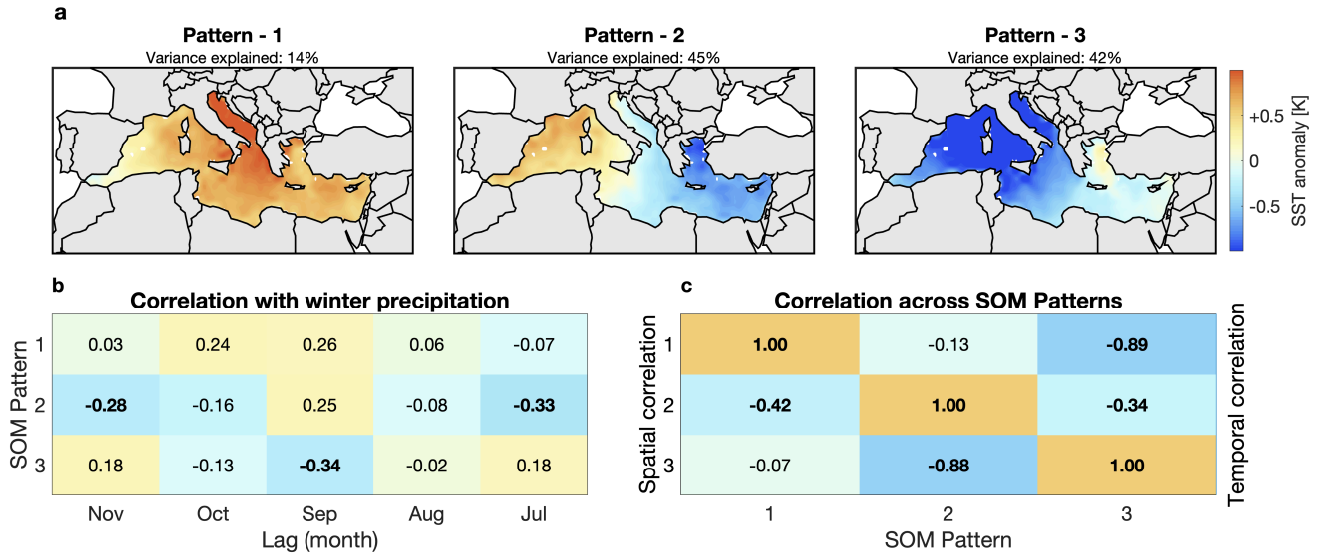 a
Pattern - 1
Variance explained: 14%
Pattern - 2
Variance explained: 45%
Pattern - 3
Variance explained: 42%
+0.5
0
-0.5
SST anomaly [K]
b
Correlation with winter precipitation
SOM Pattern
1 0.03 0.24 0.26 0.06 -0.07
2 -0.28 -0.16 0.25 -0.08 -0.33
3 0.18 -0.13 -0.34 -0.02 0.18
Nov Oct Sep Aug Jul
Lag (month)
c
Correlation across SOM Patterns
Spatial correlation
1 1.00 -0.13 -0.89
2 -0.42 1.00 -0.34
3 -0.07 -0.88 1.00
Temporal correlation
1 2 3
SOM Pattern